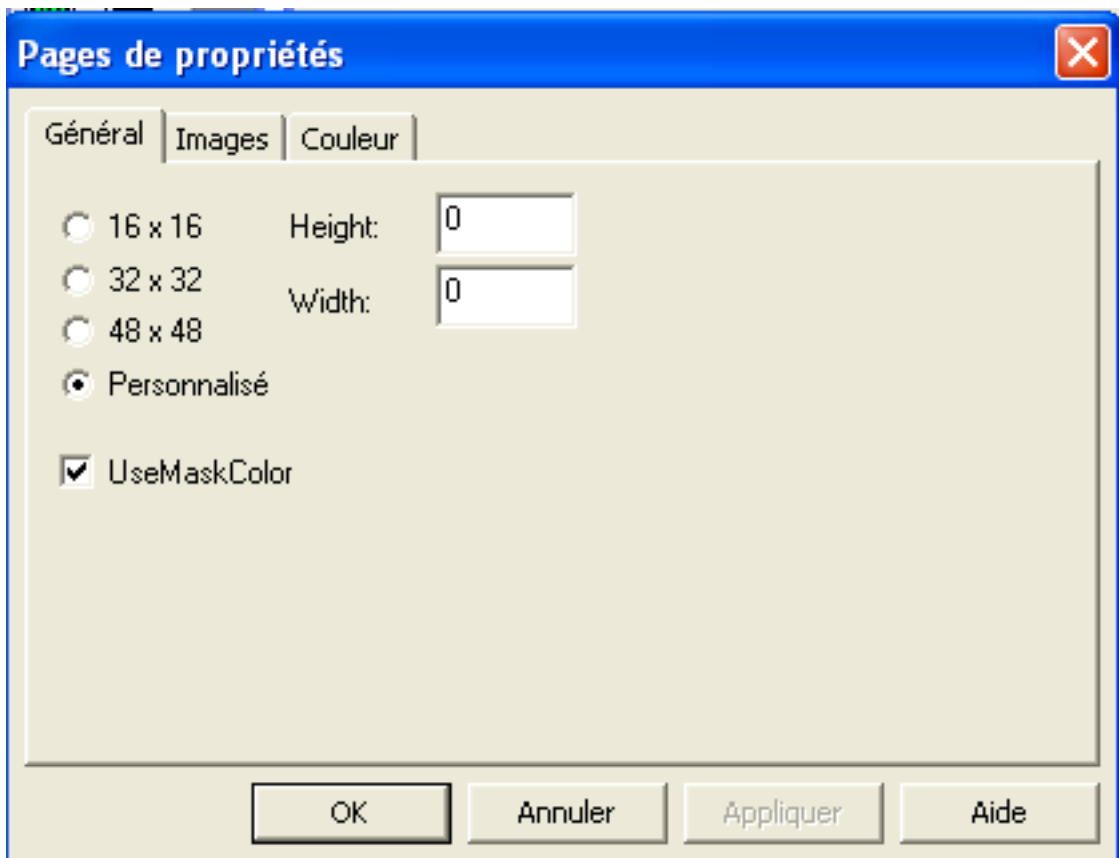 Pages de propriétés
Général Images Couleur
16 x 16 Height: 0
32 x 32 Width: 0
48 x 48
Personnalisé
UseMaskColor
OK Annuler Appliquer Aide